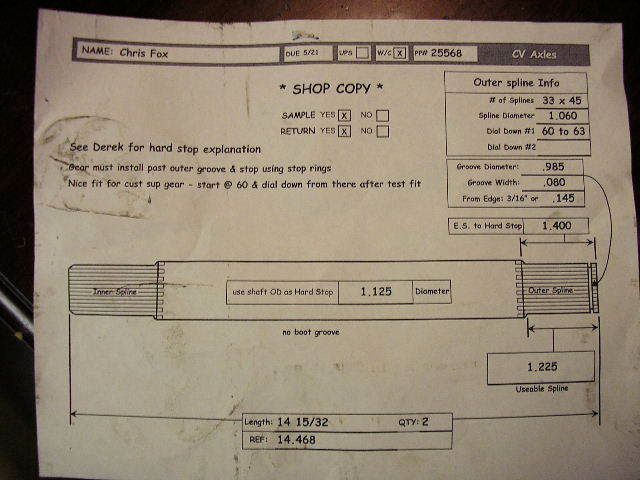 NAME: Chris Fox DUE 5/21 UPS W/C X PP# 25568 CV Axles
* SHOP COPY *
SAMPLE YES X NO
RETURN YES X NO
Outer spline Info
# of Splines 33 x 45
Spline Diameter 1.060
Dial Down #1 60 to 63
Dial Down #2
See Derek for hard stop explanation
Gear must install past outer groove & stop using stop rings
Nice fit for cust sup gear - start @ 60 & dial down from there after test fit
Groove Diameter: .985
Groove Width: .080
From Edge: 3/16" or .145
E.S. to Hard Stop 1.400
Inner Spline use shaft OD as Hard Stop 1.125 Diameter Outer Spline
no boot groove
1.225
Useable Spline
Length: 14 15/32 QTY: 2
REF: 14.468